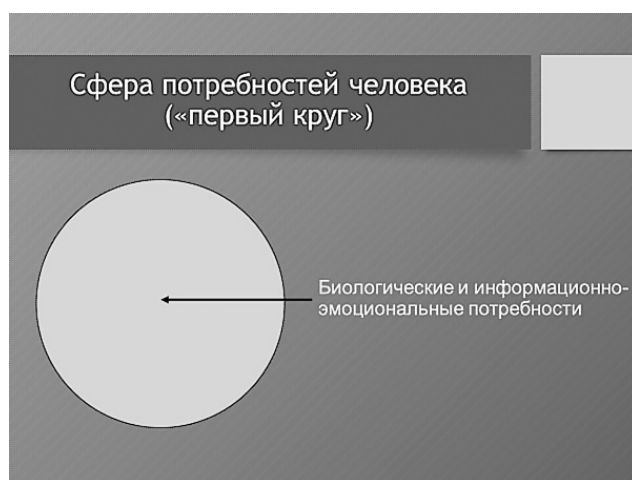 Сфера потребностей человека
(«первый круг»)
Биологические и информационно-
эмоциональные потребности